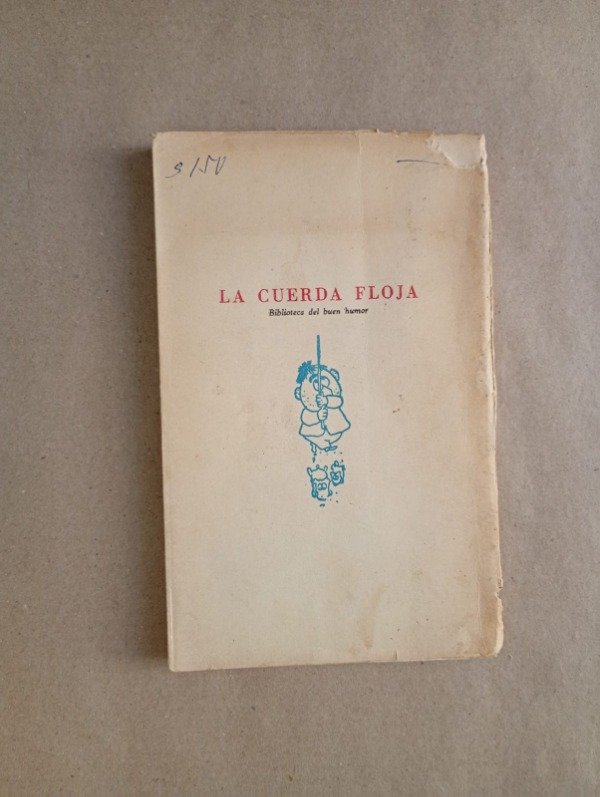 $ 150
LA CUERDA FLOJA
Biblioteca del buen humor